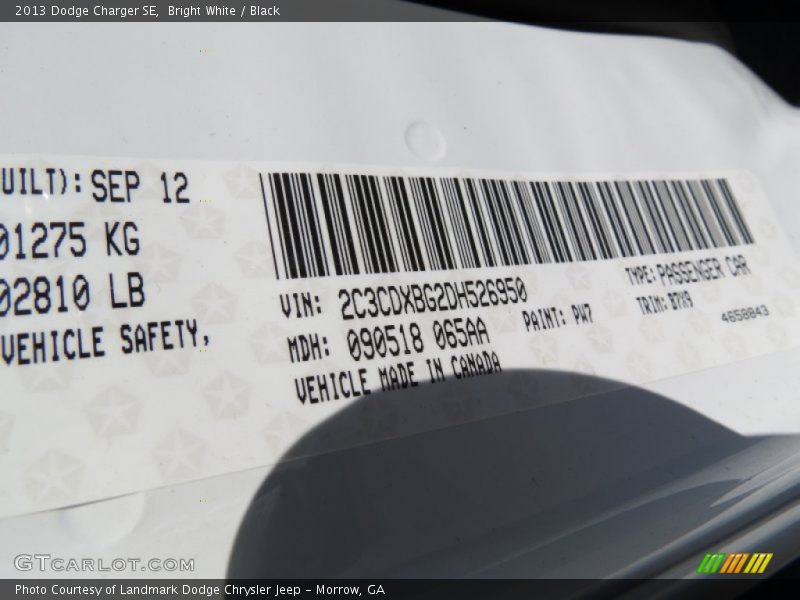 2013 Dodge Charger SE,  Bright White / Black
UILT): SEP 12
01275 KG
02810 LB
VEHICLE SAFETY,
VIN: 2C3CDXBG2DH526950
TYPE: PASSENGER CAR
MDH: 090518 065AA
PAINT: PW7
TRIM: B7X9
4658843
VEHICLE MADE IN CANADA
GTCARLOT.COM
Photo Courtesy of Landmark Dodge Chrysler Jeep – Morrow, GA